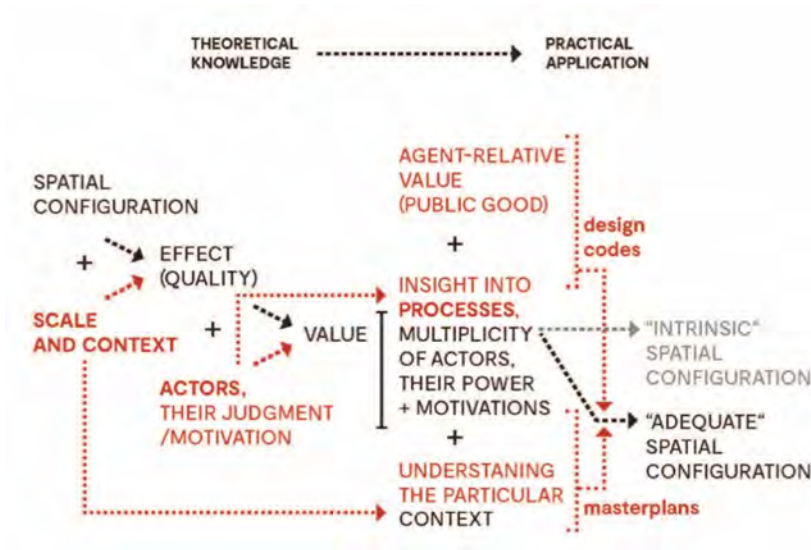 THEORETICAL
KNOWLEDGE
PRACTICAL
APPLICATION
SPATIAL
CONFIGURATION
+
EFFECT
(QUALITY)
SCALE
AND CONTEXT
+
VALUE
ACTORS,
THEIR JUDGMENT
/MOTIVATION
AGENT-RELATIVE
VALUE
(PUBLIC GOOD)
+
INSIGHT INTO
PROCESSES,
MULTIPLICITY
OF ACTORS,
THEIR POWER
+ MOTIVATIONS
+
UNDERSTANING
THE PARTICULAR
CONTEXT
design
codes
"INTRINSIC"
SPATIAL
CONFIGURATION
"ADEQUATE"
SPATIAL
CONFIGURATION
masterplans